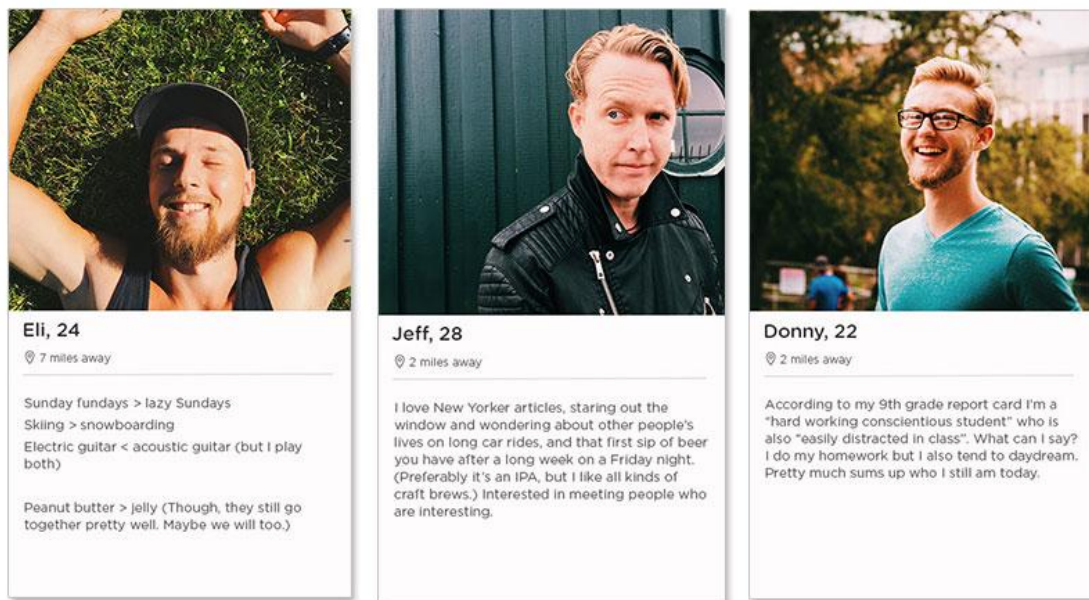 Eli, 24
7 miles away
Sunday fundays > lazy Sundays
Skiing > snowboarding
Electric guitar < acoustic guitar (but I play
both)
Peanut butter > jelly (Though, they still go
together pretty well. Maybe we will too.)
Jeff, 28
2 miles away
I love New Yorker articles, staring out the
window and wondering about other people's
lives on long car rides, and that first sip of beer
you have after a long week on a Friday night.
(Preferably it's an IPA, but I like all kinds of
craft brews.) Interested in meeting people who
are interesting.
Donny, 22
2 miles away
According to my 9th grade report card I'm a
"hard working conscientious student" who is
also "easily distracted in class". What can I say?
I do my homework but I also tend to daydream.
Pretty much sums up who I still am today.